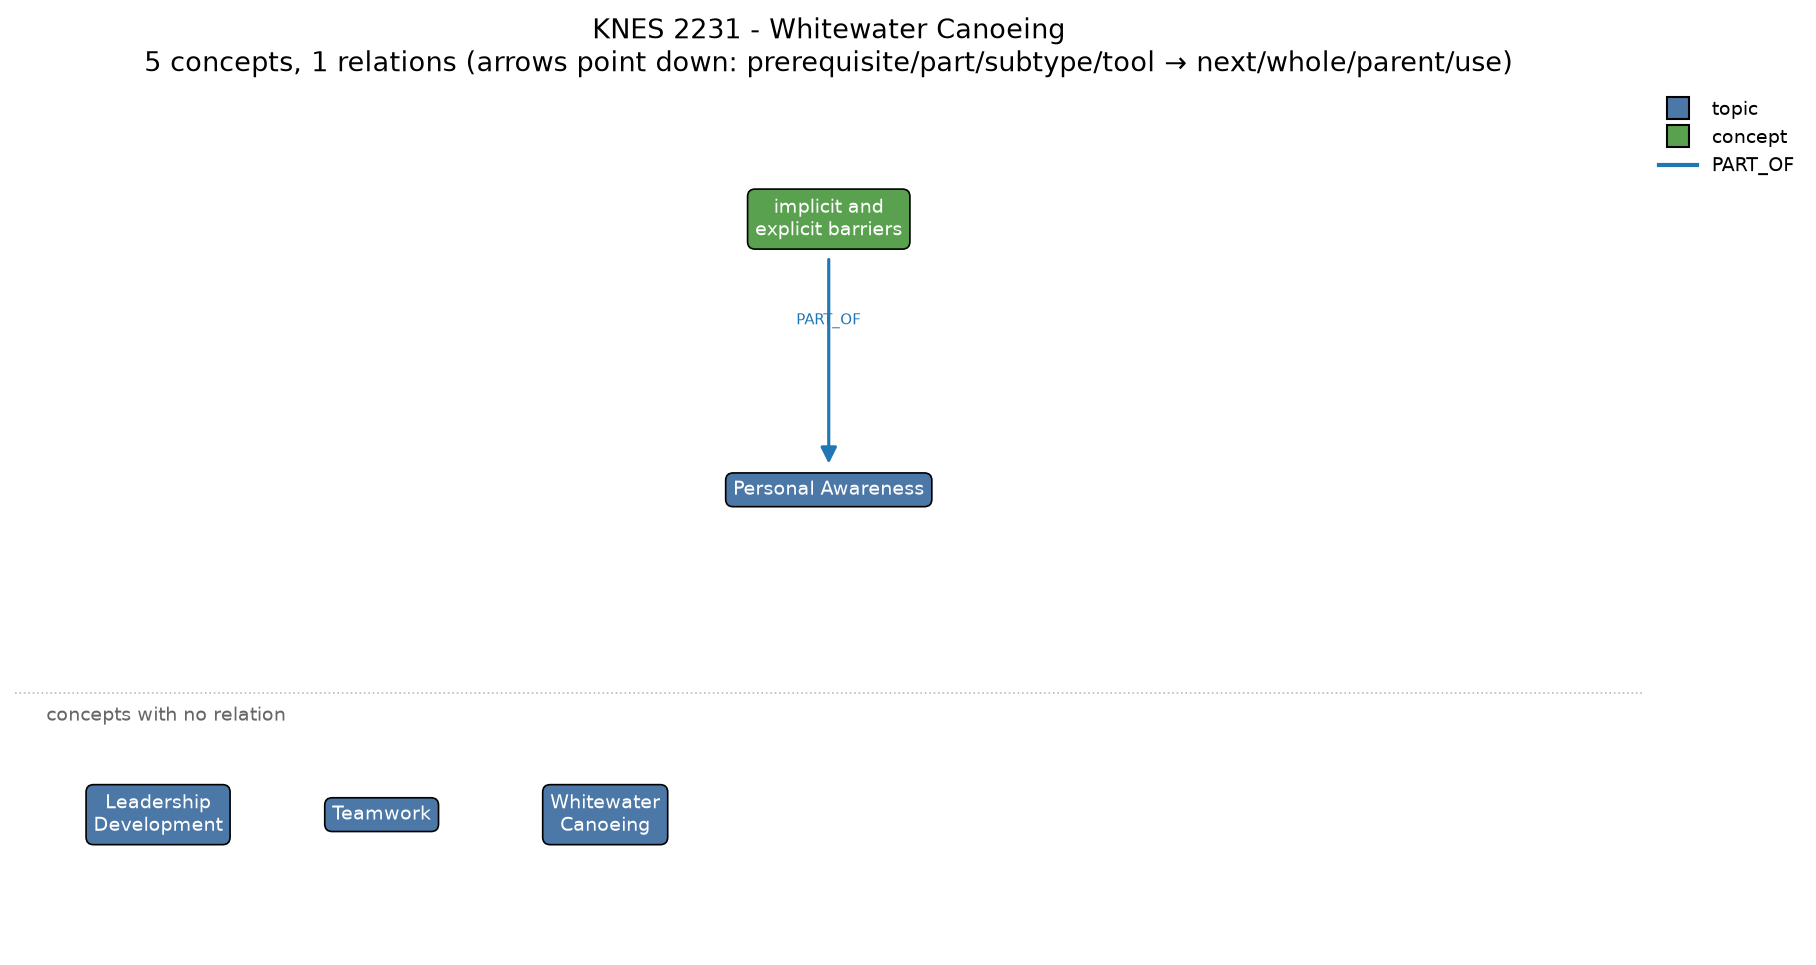 KNES 2231 - Whitewater Canoeing
5 concepts, 1 relations (arrows point down: prerequisite/part/subtype/tool → next/whole/parent/use)
topic
concept
PART_OF
implicit and
explicit barriers
PART_OF
Personal Awareness
concepts with no relation
Leadership
Development
Teamwork
Whitewater
Canoeing